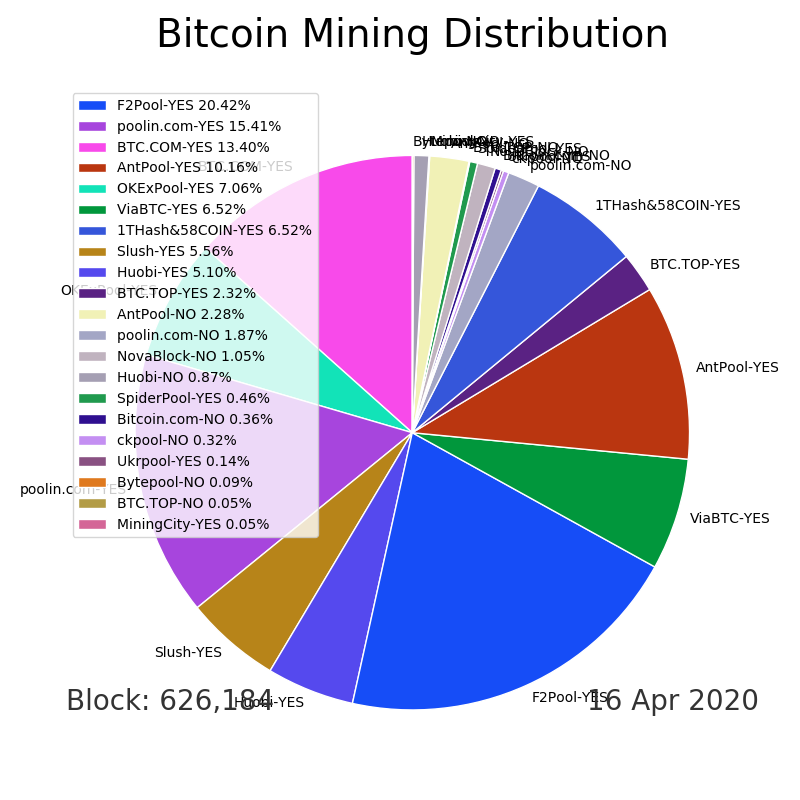 Bitcoin Mining Distribution
F2Pool-YES 20.42%
poolin.com-YES 15.41%
BTC.COM-YES 13.40%
AntPool-YES 10.16%
OKExPool-YES 7.06%
ViaBTC-YES 6.52%
1THash&58COIN-YES 6.52%
Slush-YES 5.56%
Huobi-YES 5.10%
BTC.TOP-YES 2.32%
AntPool-NO 2.28%
poolin.com-NO 1.87%
NovaBlock-NO 1.05%
Huobi-NO 0.87%
SpiderPool-YES 0.46%
Bitcoin.com-NO 0.36%
ckpool-NO 0.32%
Ukrpool-YES 0.14%
Bytepool-NO 0.09%
BTC.TOP-NO 0.05%
MiningCity-YES 0.05%
poolin.com-NO
1THash&58COIN-YES
BTC.TOP-YES
AntPool-YES
ViaBTC-YES
F2Pool-YES
Huobi-YES
Slush-YES
poolin.com-YES
OKExPool-YES
BTC.COM-YES
Block: 626,184
16 Apr 2020